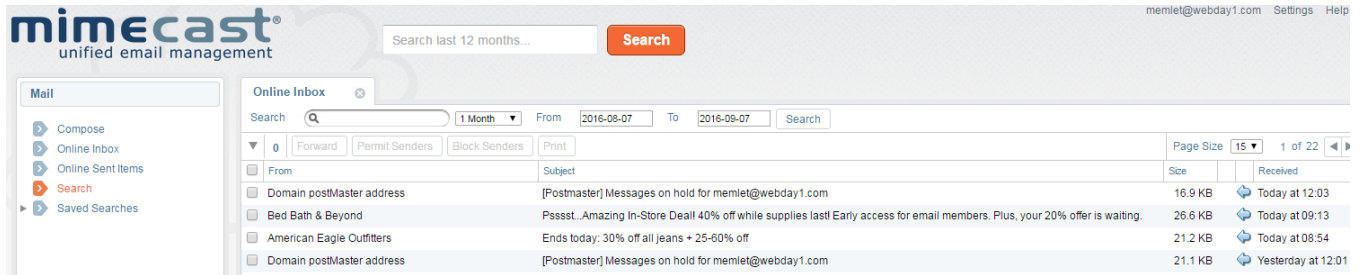 mimecast®
unified email management
Search last 12 months...
Search
memlet@webday1.com Settings Help
Mail
Compose
Online Inbox
Online Sent Items
Search
Saved Searches
Online Inbox
Search 1 Month From 2016-08-07 To 2016-09-07 Search
0 Forward Permit Senders Block Senders Print Page Size 15 1 of 22
From Subject Size Received
Domain postMaster address [Postmaster] Messages on hold for memlet@webday1.com 16.9 KB Today at 12:03
Bed Bath & Beyond Psssst...Amazing In-Store Deal! 40% off while supplies last! Early access for email members. Plus, your 20% offer is waiting. 26.6 KB Today at 09:13
American Eagle Outfitters Ends today: 30% off all jeans + 25-60% off 21.2 KB Today at 08:54
Domain postMaster address [Postmaster] Messages on hold for memlet@webday1.com 21.1 KB Yesterday at 12:01